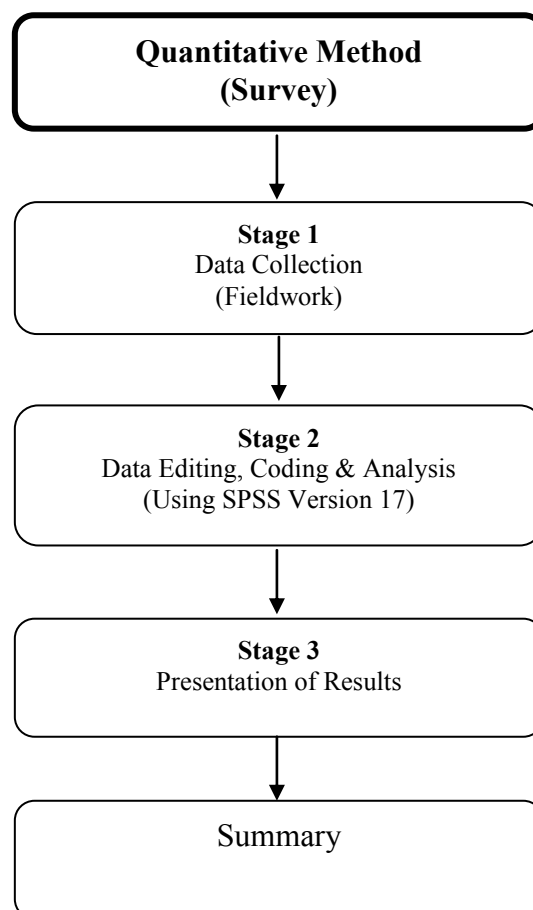 Quantitative Method
(Survey)
Stage 1
Data Collection
(Fieldwork)
Stage 2
Data Editing, Coding & Analysis
(Using SPSS Version 17)
Stage 3
Presentation of Results
Summary